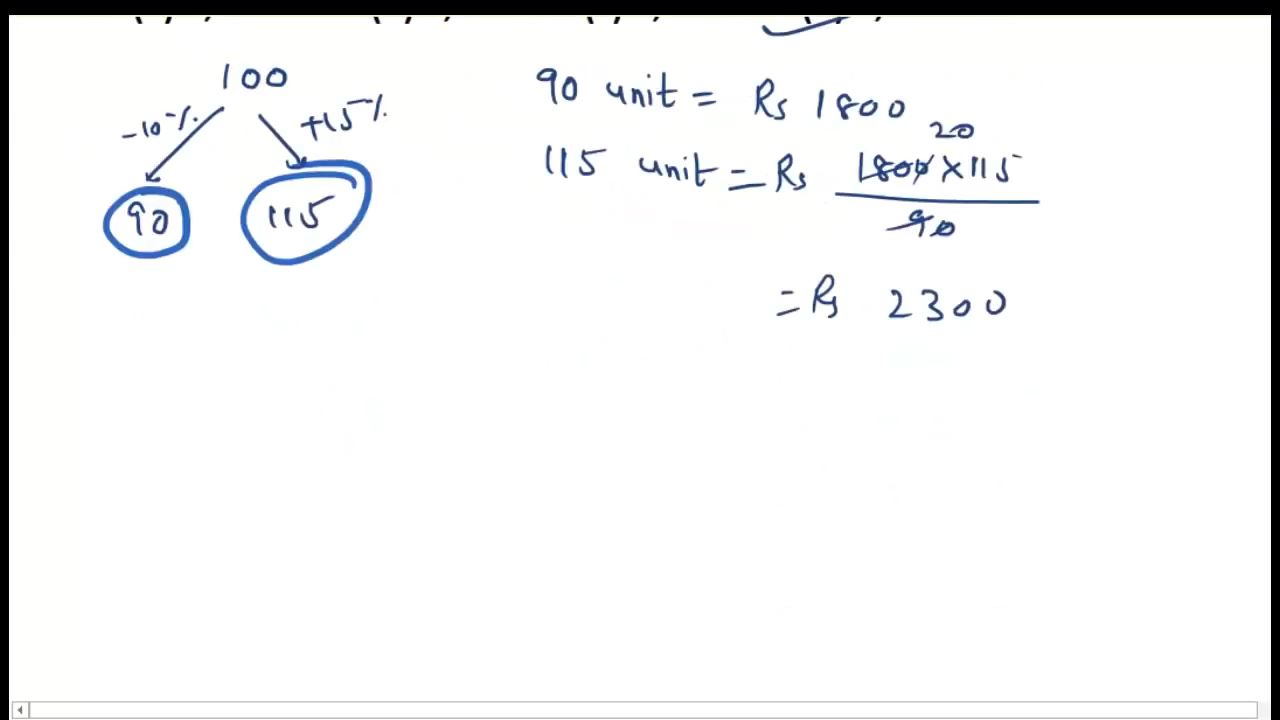 100
-10%
+15%
90
115
90 unit = Rs 1800
20
115 unit = Rs 1800 X 115
90
= Rs 2300